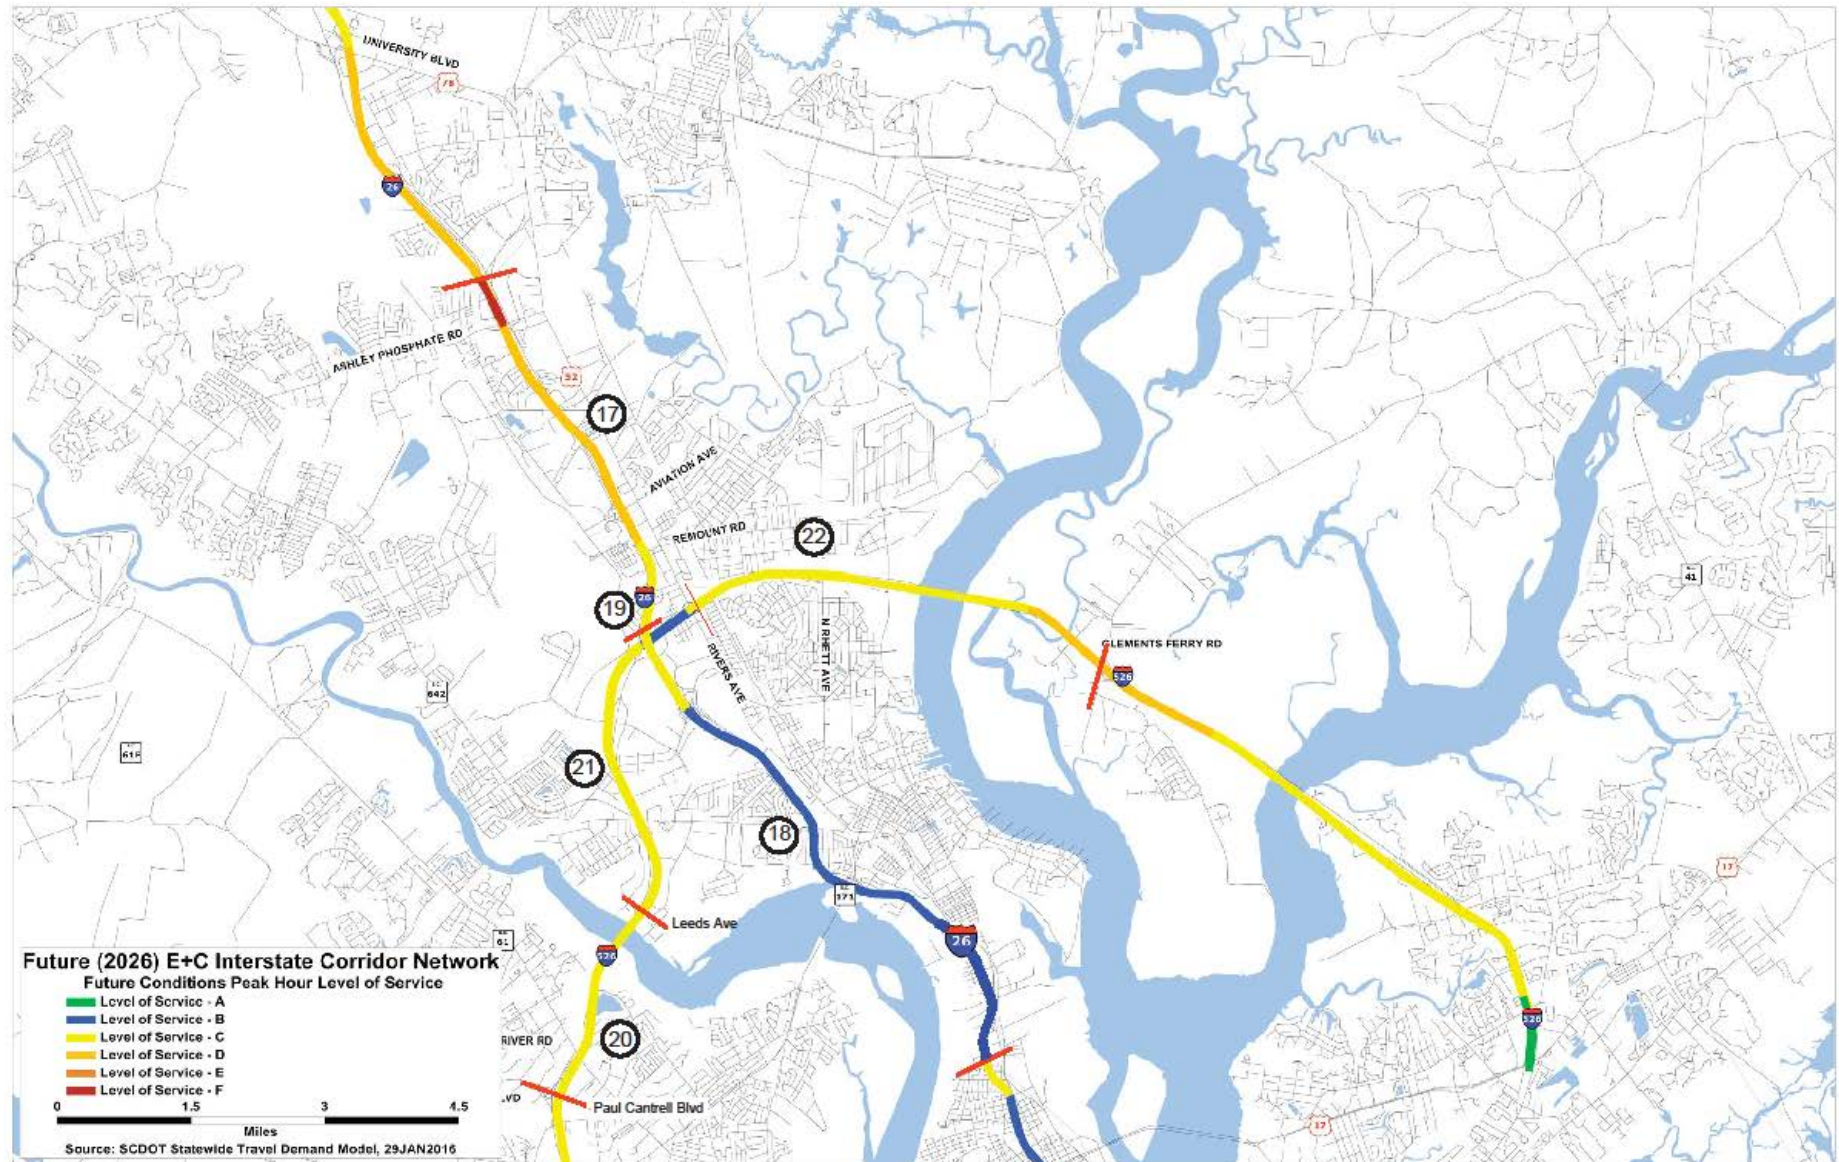 UNIVERSITY BLVD
78
26
ASHLEY PHOSPHATE RD
52
17
AVIATION AVE
REMOUNT RD
22
41
19
26
N RHETT AVE
CLEMENTS FERRY RD
RIVERS AVE
526
642
21
18
17
171
Leeds Ave
61
26
526
526
RIVER RD
20
VD
Paul Cantrell Blvd
17
Future (2026) E+C Interstate Corridor Network
Future Conditions Peak Hour Level of Service
Level of Service - A
Level of Service - B
Level of Service - C
Level of Service - D
Level of Service - E
Level of Service - F
0 1.5 3 4.5
Miles
Source: SCDOT Statewide Travel Demand Model, 29JAN2016